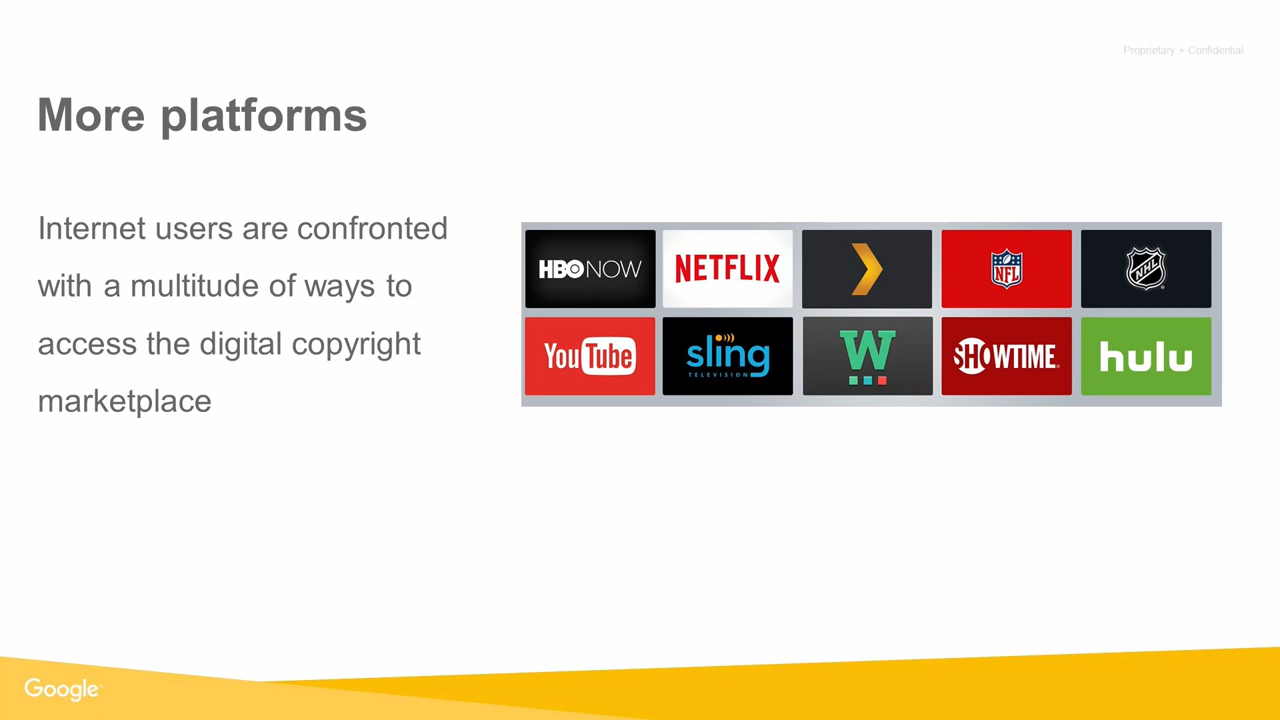 Proprietary + Confidential
More platforms
Internet users are confronted
with a multitude of ways to
access the digital copyright
marketplace
HBO NOW
NETFLIX
NFL
NHL
YouTube
sling
TELEVISION
W
SHOWTIME
hulu
Google